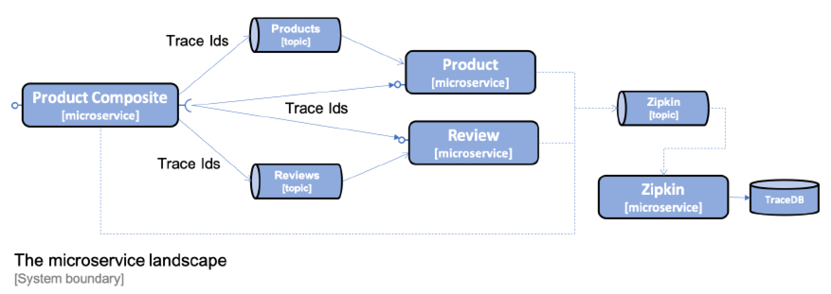 Products
[topic]
Trace Ids
Product
[microservice]
Product Composite
[microservice]
Trace Ids
Zipkin
[topic]
Review
[microservice]
Trace Ids
Reviews
[topic]
Zipkin
[microservice]
TraceDB
The microservice landscape
[System boundary]